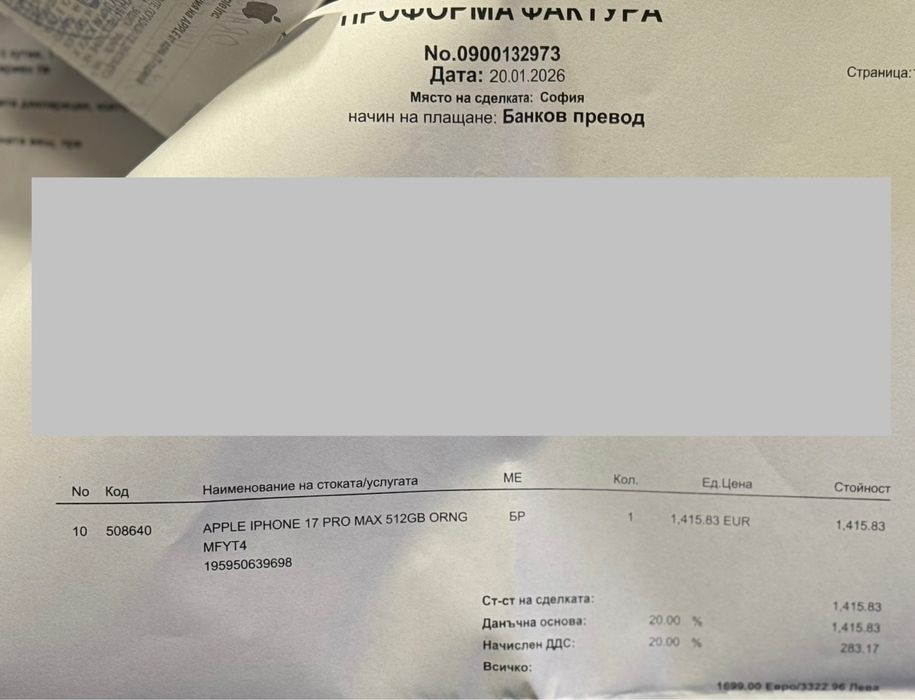 ПРОФОРМА ФАКТУРА
No.0900132973
Дата: 20.01.2026
Място на сделката: София
начин на плащане: Банков превод
Страница:
No Код Наименование на стоката/услугата МЕ Кол. Ед.Цена Стойност
10 508640 APPLE IPHONE 17 PRO MAX 512GB ORNG БР 1 1,415.83 EUR 1,415.83
MFYT4
195950639698
Ст-ст на сделката: 1,415.83
Данъчна основа: 20.00 % 1,415.83
Начислен ДДС: 20.00 % 283.17
Всичко:
1699.00 Евро/3322.96 Лева